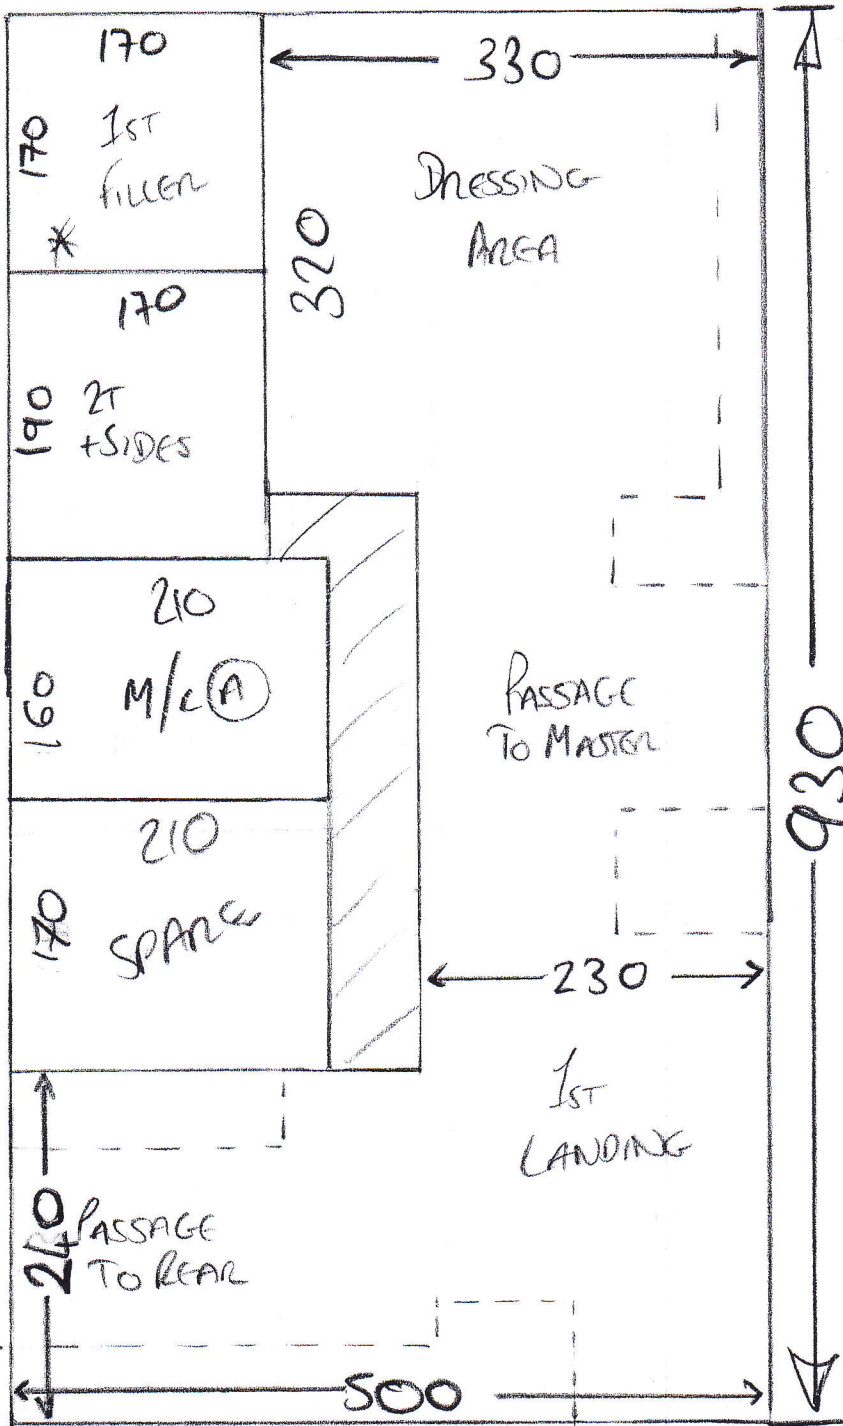 170
330
170
1ST
FILLER
*
DRESSING
AREA
320
170
190
2T
+SIDES
210
160
M/C A
PASSAGE
TO MASTER
930
210
170
SPARE
230
1ST
LANDING
240
PASSAGE
TO REAR
500